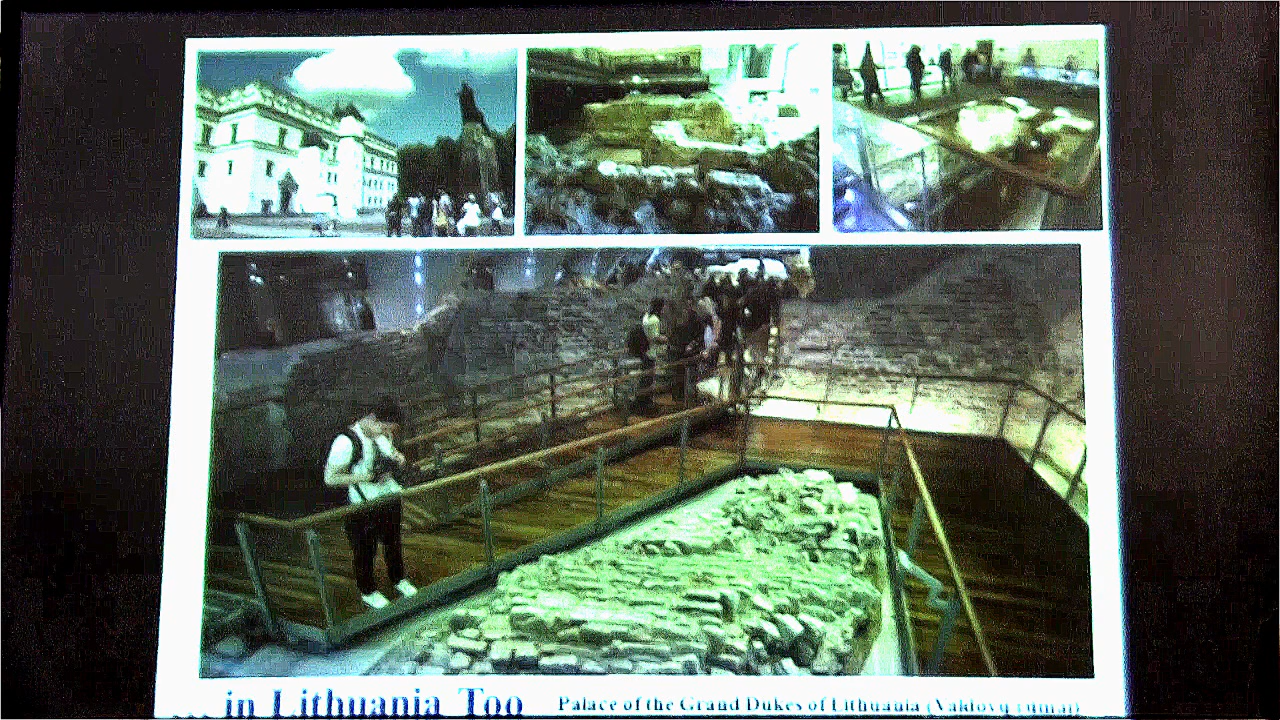 ... in Lithuania Too
Palace of the Grand Dukes of Lithuania